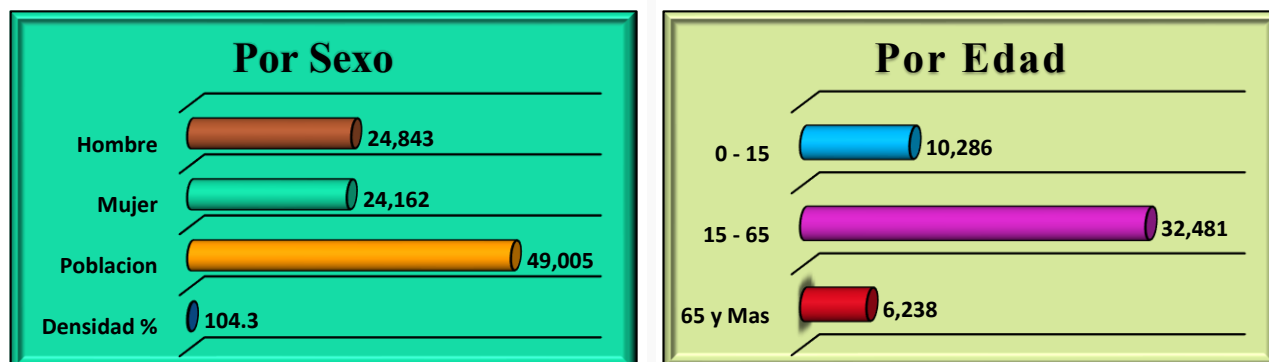 Por Sexo
Hombre 24,843
Mujer 24,162
Poblacion 49,005
Densidad % 104.3
Por Edad
0 - 15 10,286
15 - 65 32,481
65 y Mas 6,238